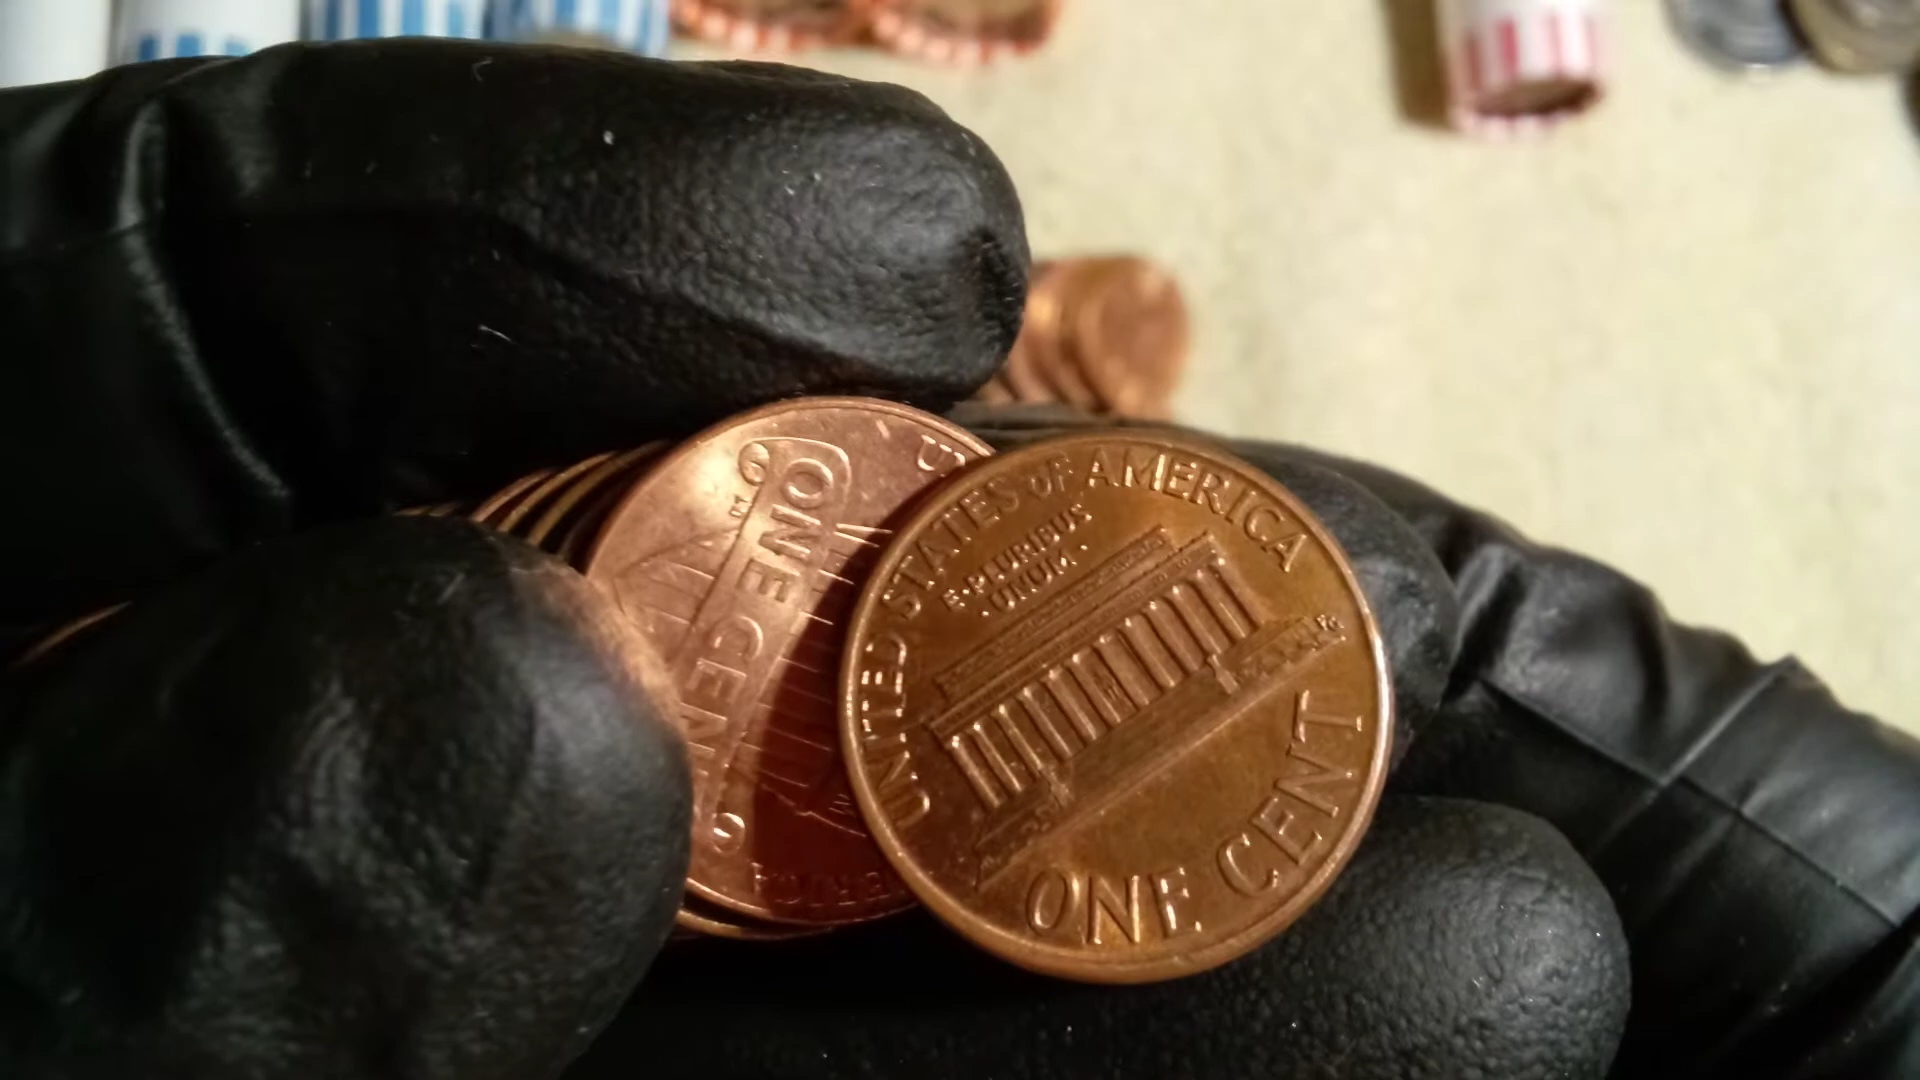 UNITED STATES OF AMERICA
E·PLURIBUS
·UNUM·
ONE CENT
ONE CENT